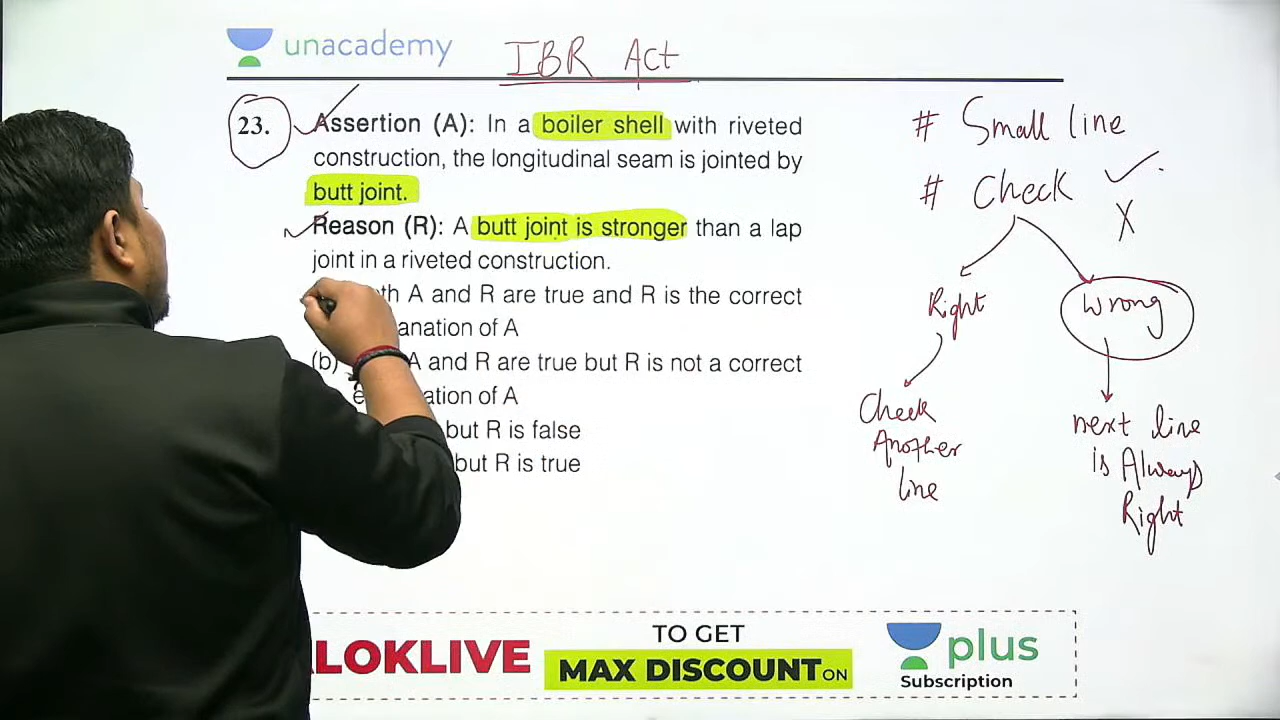 unacademy
IBR Act
23. Assertion (A): In a boiler shell with riveted
construction, the longitudinal seam is jointed by
butt joint.
Reason (R): A butt joint is stronger than a lap
joint in a riveted construction.
A and R are true and R is the correct
of A
(b) A and R are true but R is not a correct
of A
but R is false
but R is true
# Small line
# Check ✓
X
Right
Wrong
Check
Another
line
next line
is Always
Right
LOKLIVE
TO GET
MAX DISCOUNT ON
plus
Subscription